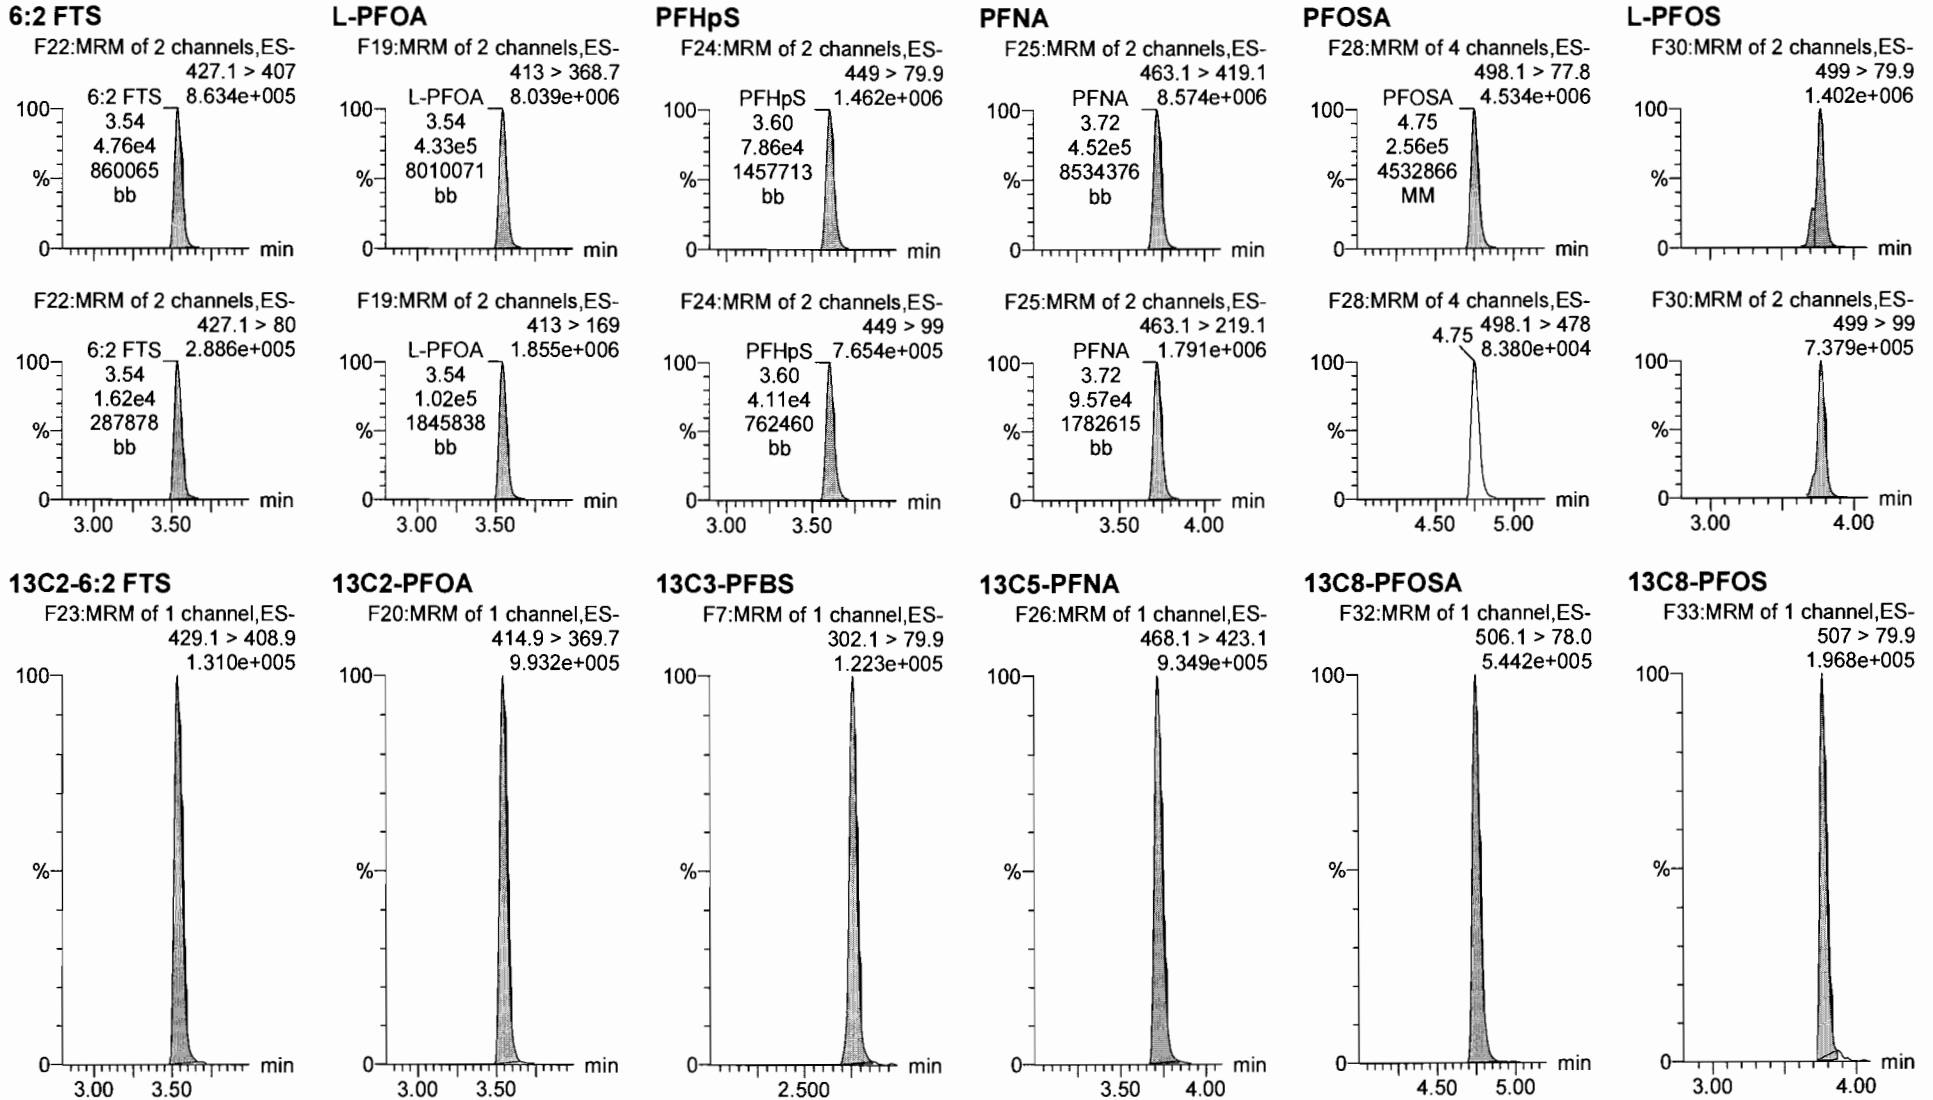 6:2 FTS
F22:MRM of 2 channels,ES-
427.1 > 407
8.634e+005
6:2 FTS
3.54
4.76e4
860065
bb
100
%
0
min
L-PFOA
F19:MRM of 2 channels,ES-
413 > 368.7
8.039e+006
L-PFOA
3.54
4.33e5
8010071
bb
100
%
0
min
PFHpS
F24:MRM of 2 channels,ES-
449 > 79.9
1.462e+006
PFHpS
3.60
7.86e4
1457713
bb
100
%
0
min
PFNA
F25:MRM of 2 channels,ES-
463.1 > 419.1
8.574e+006
PFNA
3.72
4.52e5
8534376
bb
100
%
0
min
PFOSA
F28:MRM of 4 channels,ES-
498.1 > 77.8
4.534e+006
PFOSA
4.75
2.56e5
4532866
MM
100
%
0
min
L-PFOS
F30:MRM of 2 channels,ES-
499 > 79.9
1.402e+006
100
%
0
min
F22:MRM of 2 channels,ES-
427.1 > 80
2.886e+005
6:2 FTS
3.54
1.62e4
287878
bb
100
%
0
min
3.00 3.50
F19:MRM of 2 channels,ES-
413 > 169
1.855e+006
L-PFOA
3.54
1.02e5
1845838
bb
100
%
0
min
3.00 3.50
F24:MRM of 2 channels,ES-
449 > 99
7.654e+005
PFHpS
3.60
4.11e4
762460
bb
100
%
0
min
3.00 3.50
F25:MRM of 2 channels,ES-
463.1 > 219.1
1.791e+006
PFNA
3.72
9.57e4
1782615
bb
100
%
0
min
3.50 4.00
F28:MRM of 4 channels,ES-
498.1 > 478
8.380e+004
4.75
100
%
0
min
4.50 5.00
F30:MRM of 2 channels,ES-
499 > 99
7.379e+005
100
%
0
min
3.00 4.00
13C2-6:2 FTS
F23:MRM of 1 channel,ES-
429.1 > 408.9
1.310e+005
100
%
0
min
3.00 3.50
13C2-PFOA
F20:MRM of 1 channel,ES-
414.9 > 369.7
9.932e+005
100
%
0
min
3.00 3.50
13C3-PFBS
F7:MRM of 1 channel,ES-
302.1 > 79.9
1.223e+005
100
%
0
min
2.500
13C5-PFNA
F26:MRM of 1 channel,ES-
468.1 > 423.1
9.349e+005
100
%
0
min
3.50 4.00
13C8-PFOSA
F32:MRM of 1 channel,ES-
506.1 > 78.0
5.442e+005
100
%
0
min
4.50 5.00
13C8-PFOS
F33:MRM of 1 channel,ES-
507 > 79.9
1.968e+005
100
%
0
min
3.00 4.00